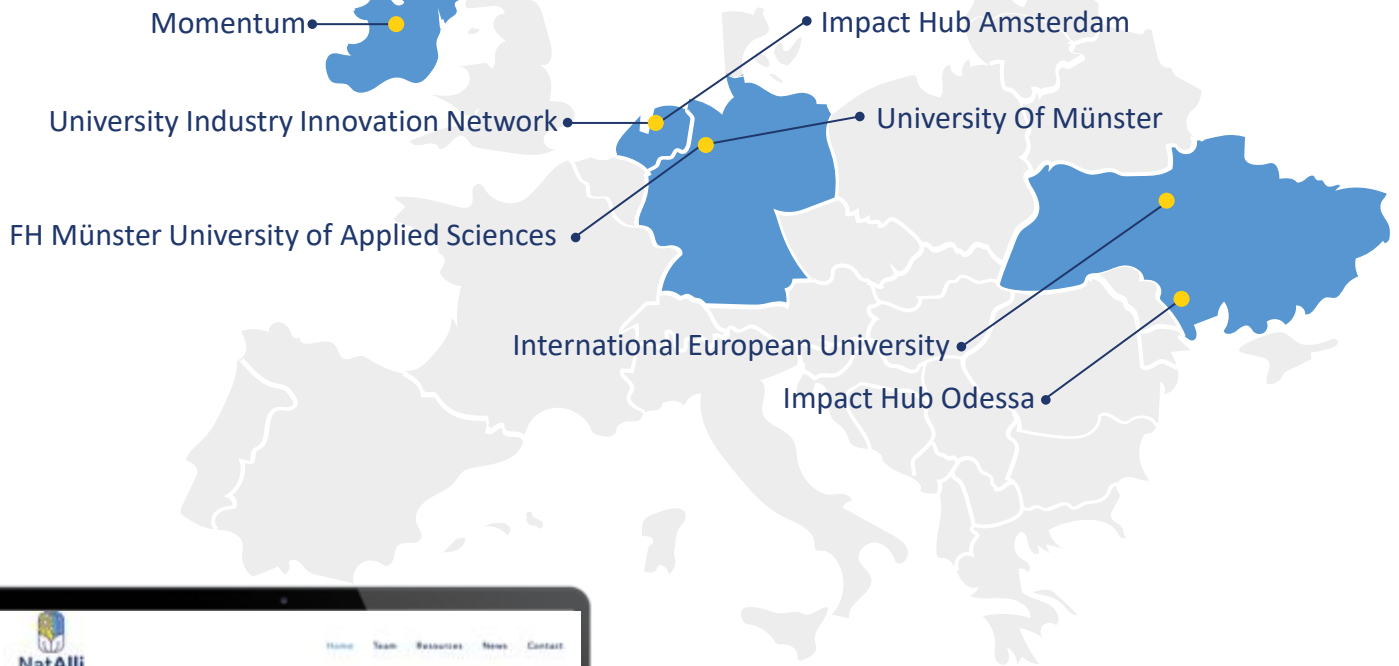 Momentum
Impact Hub Amsterdam
University Industry Innovation Network
University Of Münster
FH Münster University of Applied Sciences
International European University
Impact Hub Odessa
NatAlli
Home Team Resources News Contact